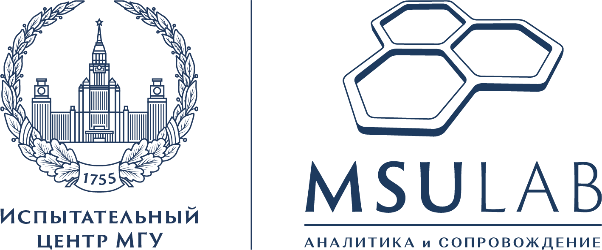 1755
ИСПЫТАТЕЛЬНЫЙ
ЦЕНТР МГУ
MSULAB
АНАЛИТИКА и СОПРОВОЖДЕНИЕ